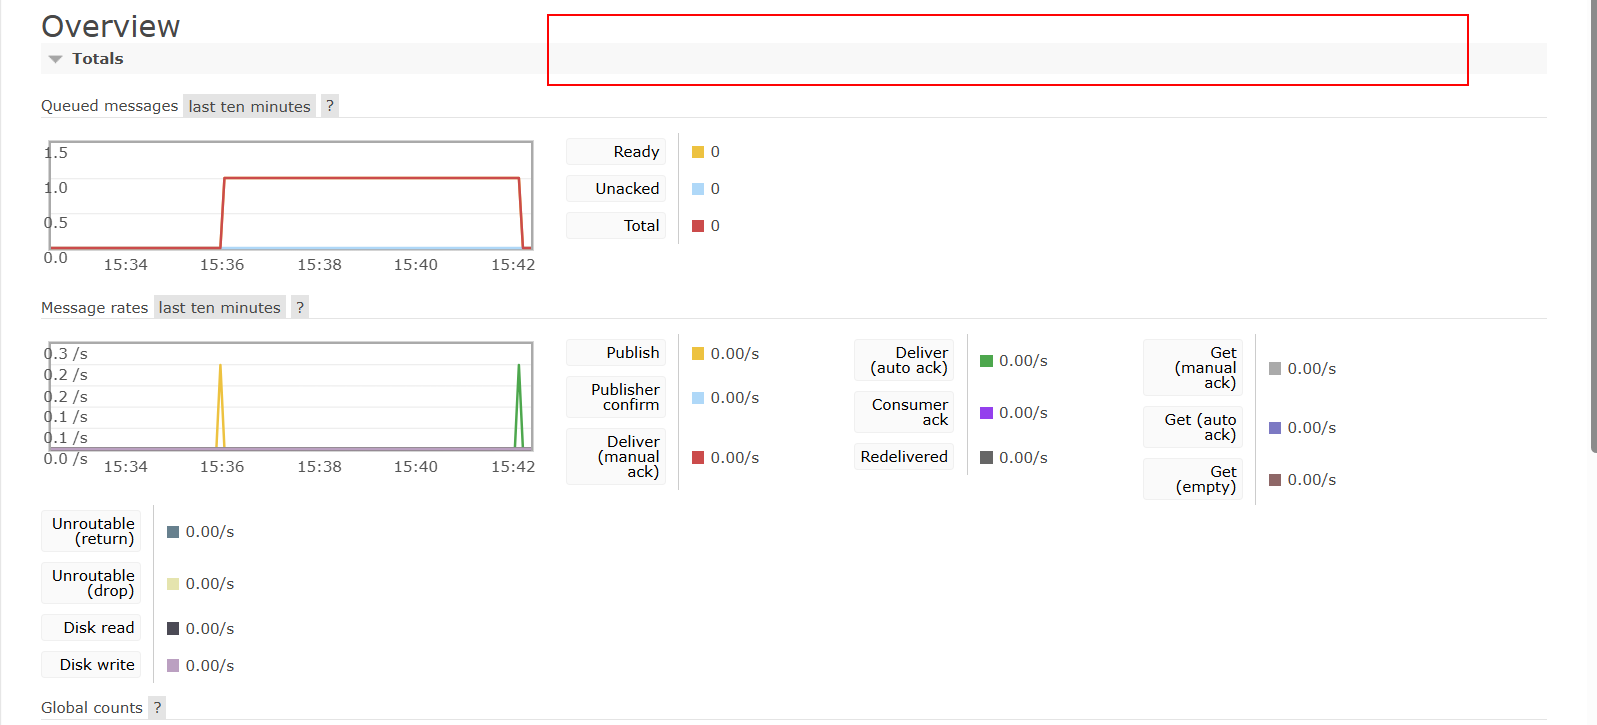 Overview
Totals
Queued messages last ten minutes ?
1.5
1.0
0.5
0.0
15:34 15:36 15:38 15:40 15:42
Ready 0
Unacked 0
Total 0
Message rates last ten minutes ?
0.3 /s
0.2 /s
0.2 /s
0.1 /s
0.1 /s
0.0 /s
15:34 15:36 15:38 15:40 15:42
Publish 0.00/s
Publisher
confirm 0.00/s
Deliver
(manual
ack) 0.00/s
Deliver
(auto ack) 0.00/s
Consumer
ack 0.00/s
Redelivered 0.00/s
Get
(manual
ack) 0.00/s
Get (auto
ack) 0.00/s
Get
(empty) 0.00/s
Unroutable
(return) 0.00/s
Unroutable
(drop) 0.00/s
Disk read 0.00/s
Disk write 0.00/s
Global counts ?